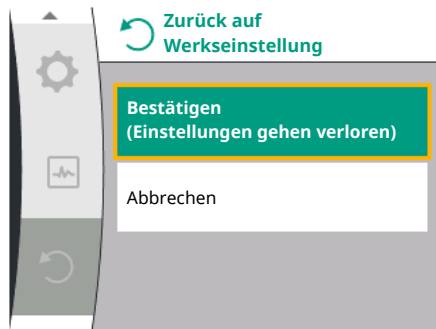 Zurück auf
Werkseinstellung
Bestätigen
(Einstellungen gehen verloren)
Abbrechen